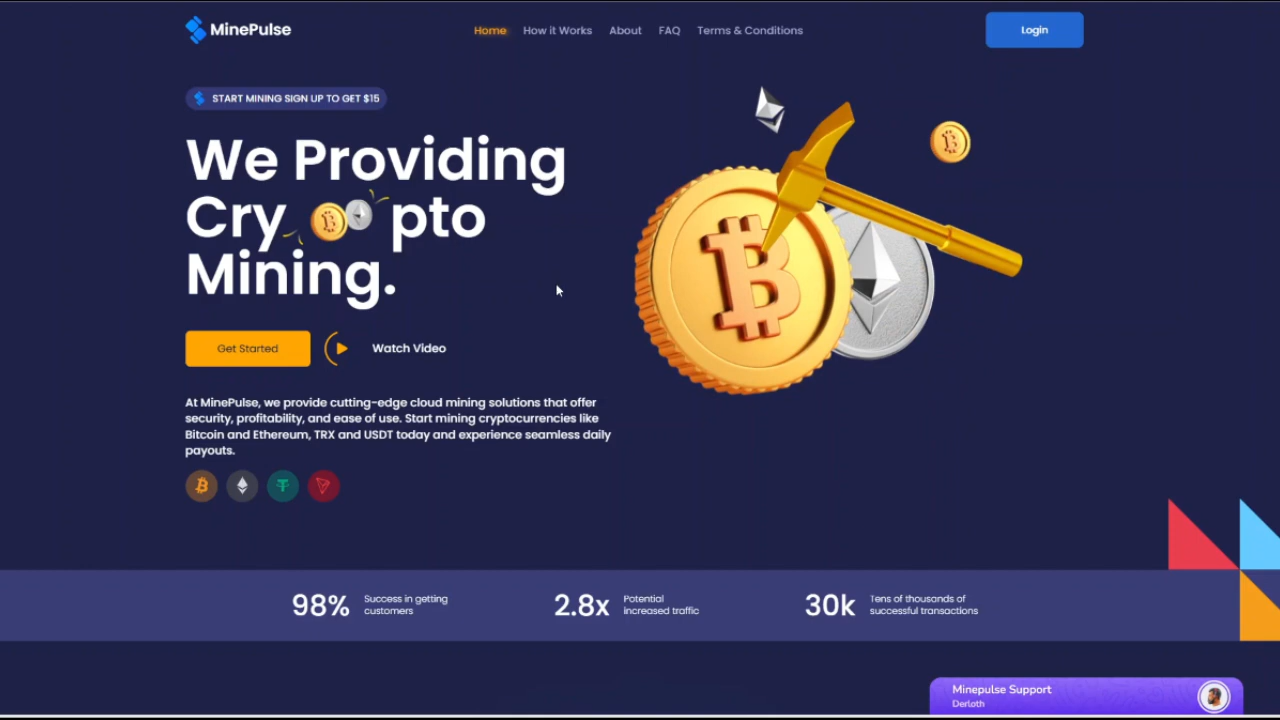 MinePulse
Home
How it Works
About
FAQ
Terms & Conditions
Login
START MINING SIGN UP TO GET $15
We Providing
Cry pto
Mining.
Get Started
Watch Video
At MinePulse, we provide cutting-edge cloud mining solutions that offer
security, profitability, and ease of use. Start mining cryptocurrencies like
Bitcoin and Ethereum, TRX and USDT today and experience seamless daily
payouts.
98%
Success in getting
customers
2.8x
Potential
increased traffic
30k
Tens of thousands of
successful transactions
Minepulse Support
Derloth